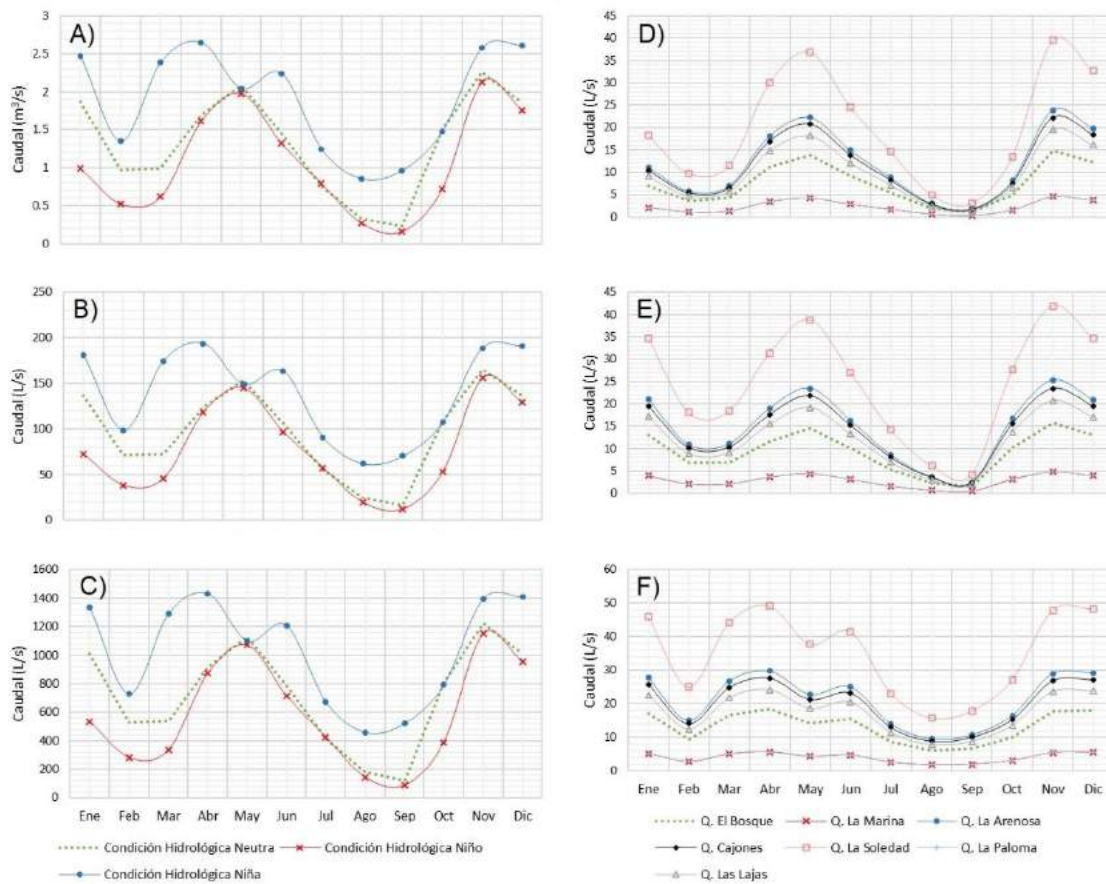 A)
Caudal (m³/s)
3
2.5
2
1.5
1
0.5
0
B)
Caudal (L/s)
250
200
150
100
50
0
C)
Caudal (L/s)
1600
1400
1200
1000
800
600
400
200
0
Ene Feb Mar Abr May Jun Jul Ago Sep Oct Nov Dic
Condición Hidrológica Neutra Condición Hidrológica Niño
Condición Hidrológica Niña
D)
Caudal (L/s)
45
40
35
30
25
20
15
10
5
0
E)
Caudal (L/s)
45
40
35
30
25
20
15
10
5
0
F)
Caudal (L/s)
60
50
40
30
20
10
0
Ene Feb Mar Abr May Jun Jul Ago Sep Oct Nov Dic
Q. El Bosque Q. La Marina Q. La Arenosa
Q. Cajones Q. La Soledad Q. La Paloma
Q. Las Lajas